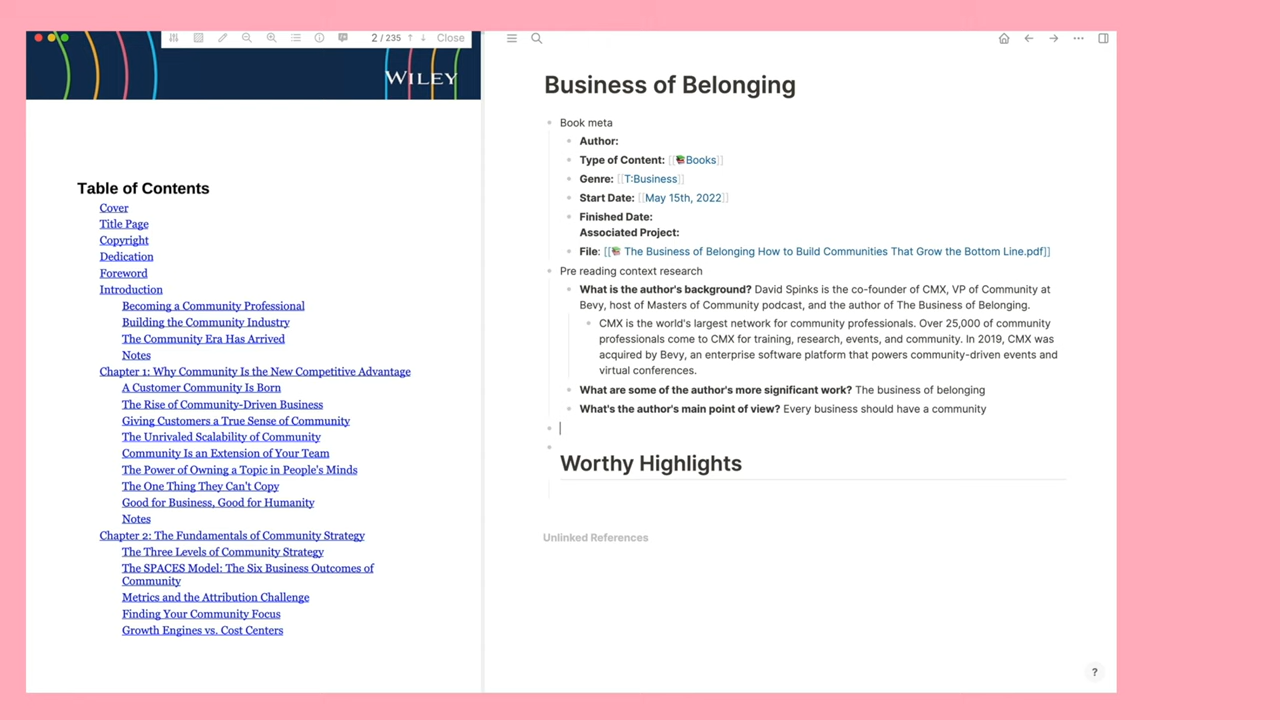 2 / 235 ↑ ↓ Close
WILEY
Table of Contents
Cover
Title Page
Copyright
Dedication
Foreword
Introduction
Becoming a Community Professional
Building the Community Industry
The Community Era Has Arrived
Notes
Chapter 1: Why Community Is the New Competitive Advantage
A Customer Community Is Born
The Rise of Community-Driven Business
Giving Customers a True Sense of Community
The Unrivaled Scalability of Community
Community Is an Extension of Your Team
The Power of Owning a Topic in People's Minds
The One Thing They Can't Copy
Good for Business, Good for Humanity
Notes
Chapter 2: The Fundamentals of Community Strategy
The Three Levels of Community Strategy
The SPACES Model: The Six Business Outcomes of
Community
Metrics and the Attribution Challenge
Finding Your Community Focus
Growth Engines vs. Cost Centers
Business of Belonging
Book meta
Author:
Type of Content: [[📚Books]]
Genre: [[T:Business]]
Start Date: [[May 15th, 2022]]
Finished Date:
Associated Project:
File: [[📚 The Business of Belonging How to Build Communities That Grow the Bottom Line.pdf]]
Pre reading context research
What is the author's background? David Spinks is the co-founder of CMX, VP of Community at
Bevy, host of Masters of Community podcast, and the author of The Business of Belonging.
CMX is the world's largest network for community professionals. Over 25,000 of community
professionals come to CMX for training, research, events, and community. In 2019, CMX was
acquired by Bevy, an enterprise software platform that powers community-driven events and
virtual conferences.
What are some of the author's more significant work? The business of belonging
What's the author's main point of view? Every business should have a community
Worthy Highlights
Unlinked References
?